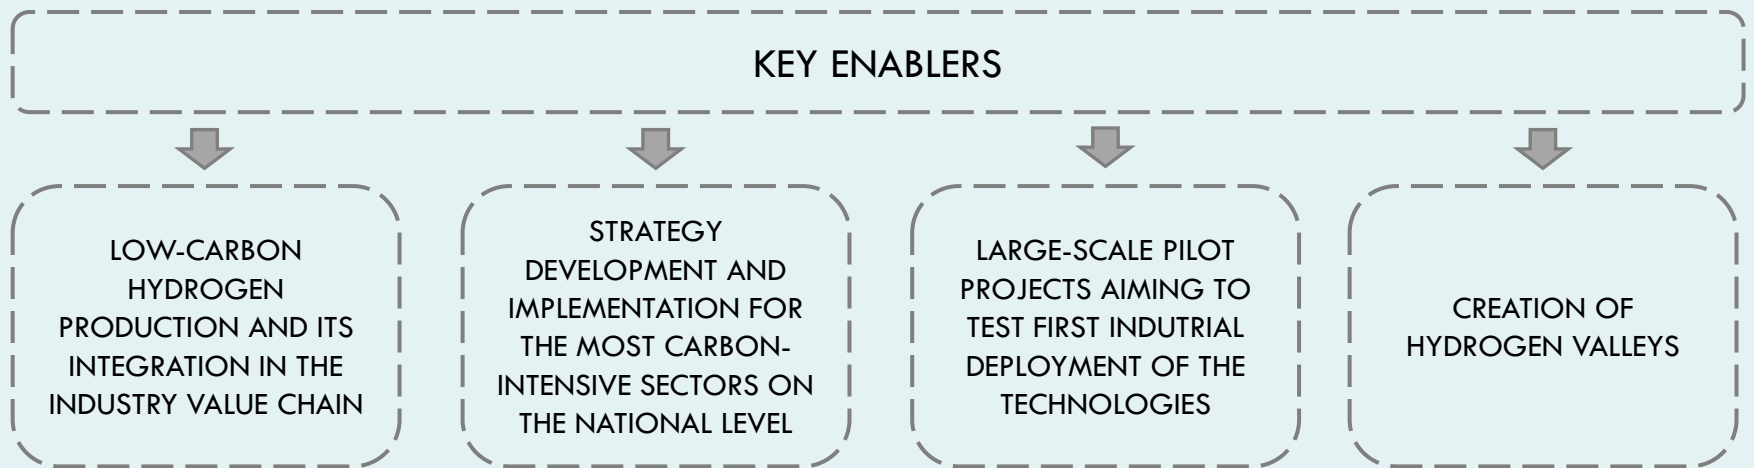 KEY ENABLERS
LOW-CARBON
HYDROGEN
PRODUCTION AND ITS
INTEGRATION IN THE
INDUSTRY VALUE CHAIN
STRATEGY
DEVELOPMENT AND
IMPLEMENTATION FOR
THE MOST CARBON-
INTENSIVE SECTORS ON
THE NATIONAL LEVEL
LARGE-SCALE PILOT
PROJECTS AIMING TO
TEST FIRST INDUTRIAL
DEPLOYMENT OF THE
TECHNOLOGIES
CREATION OF
HYDROGEN VALLEYS